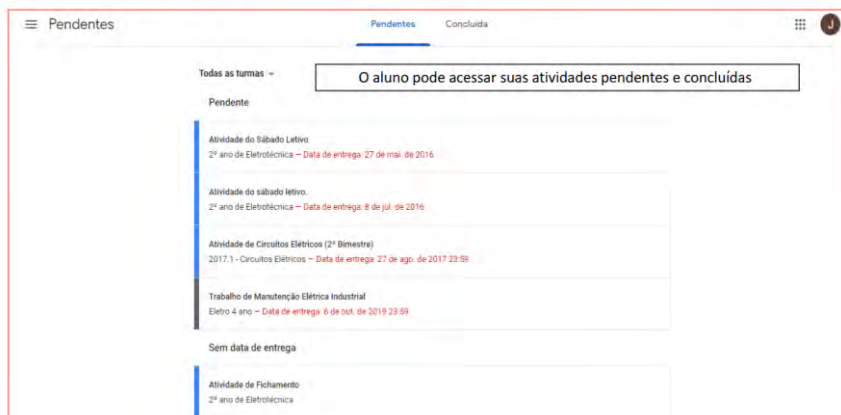 Pendentes
Pendentes Concluída
J
Todas as turmas
O aluno pode acessar suas atividades pendentes e concluídas
Pendente
Atividade do Sábado Letivo
2º ano de Eletrotécnica – Data de entrega: 27 de mai. de 2016
Atividade do sábado letivo.
2º ano de Eletrotécnica – Data de entrega: 8 de jul. de 2016
Atividade de Circuitos Elétricos (2º Bimestre)
2017.1 - Circuitos Elétricos – Data de entrega: 27 de ago. de 2017 23:59
Trabalho de Manutenção Elétrica Industrial
Eletro 4 ano – Data de entrega: 6 de out. de 2019 23:59
Sem data de entrega
Atividade de Fichamento
2º ano de Eletrotécnica